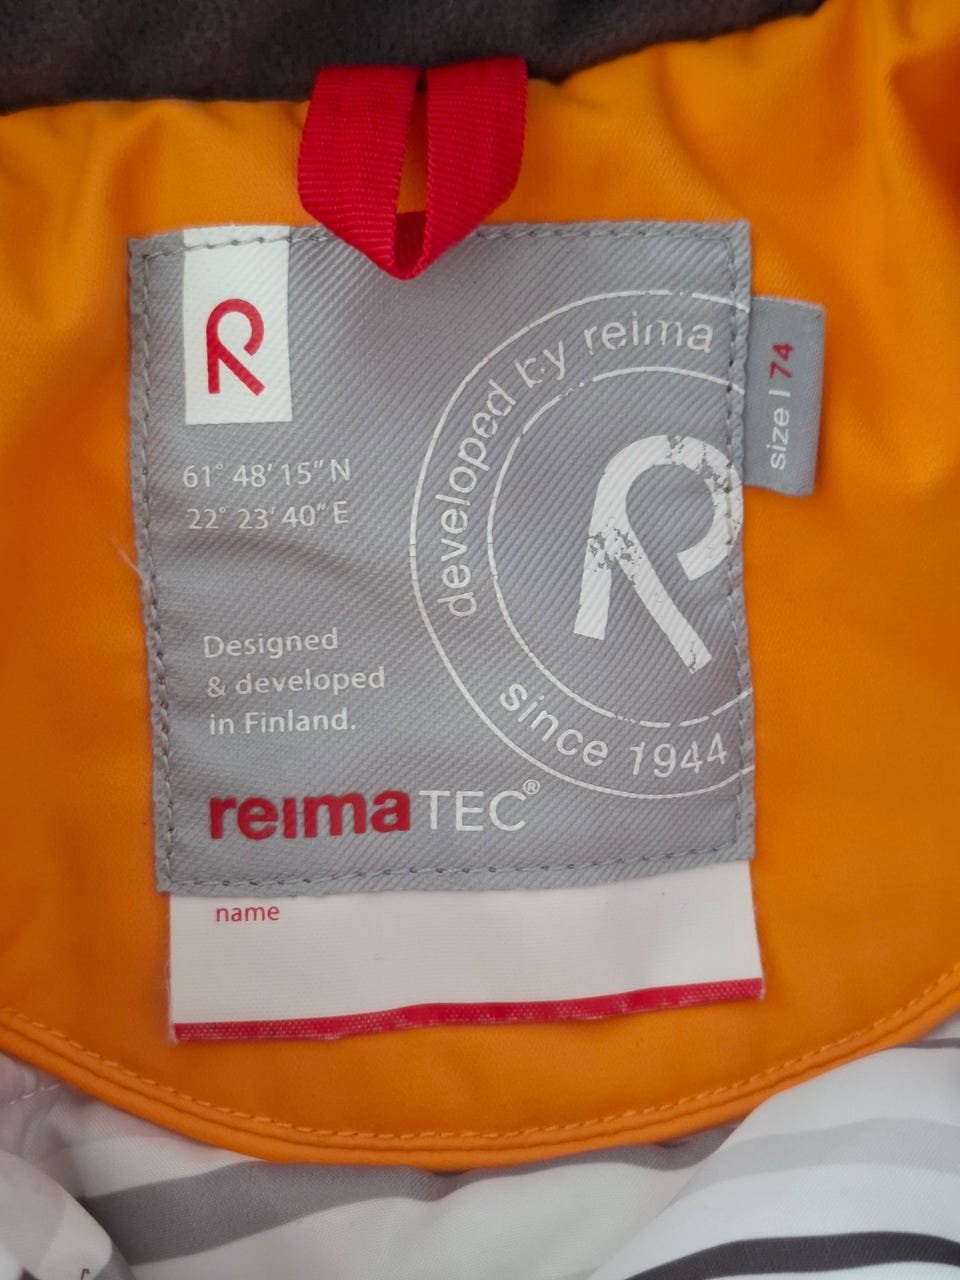 R
61° 48' 15" N
22° 23' 40" E
developed by reima
R
since 1944
size | 74
Designed
& developed
in Finland.
reimaTEC®
name